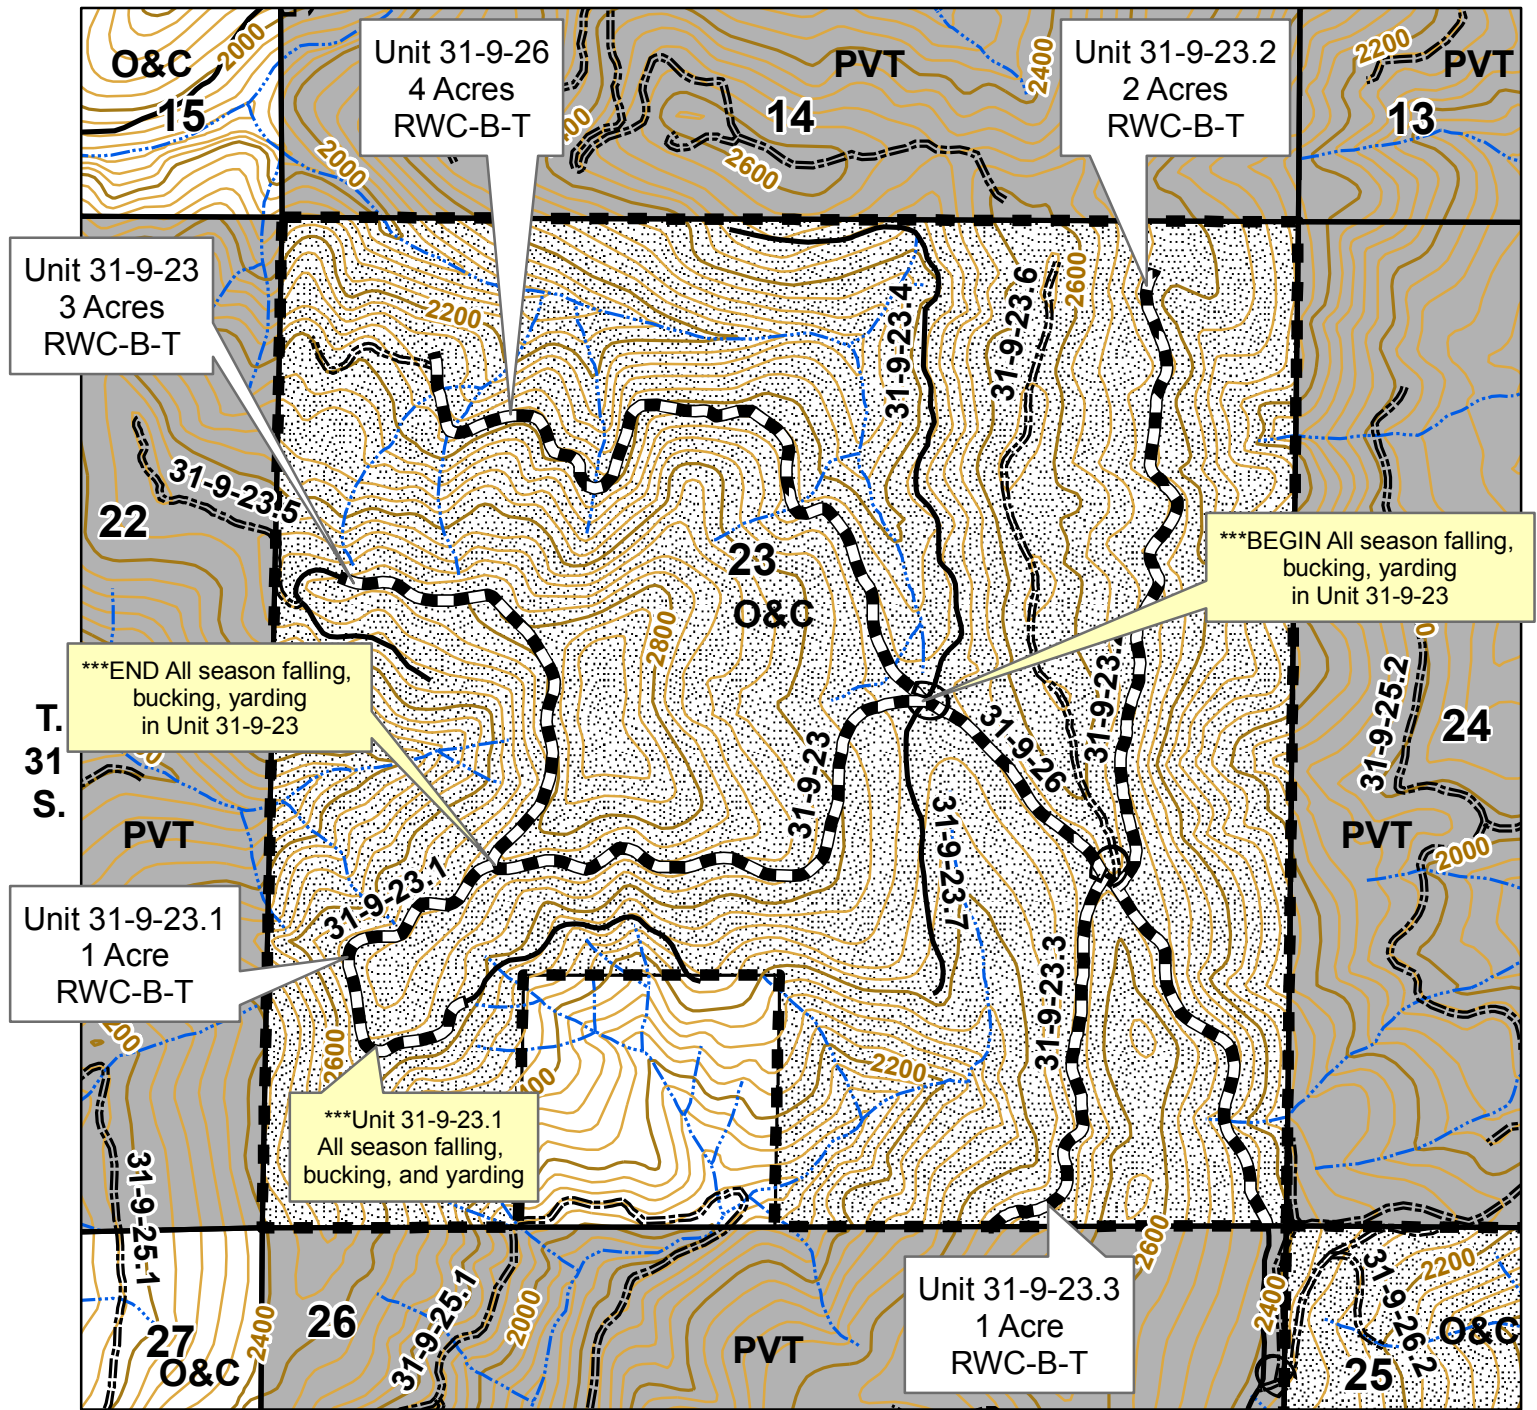 O&C
15
2000
Unit 31-9-26
4 Acres
RWC-B-T
PVT
14
2400
Unit 31-9-23.2
2 Acres
RWC-B-T
2200
PVT
13
2000
2600
Unit 31-9-23
3 Acres
RWC-B-T
2200
31-9-23.4
31-9-23.6
2600
31-9-23.5
22
23
O&C
2800
***BEGIN All season falling,
bucking, yarding
in Unit 31-9-23
***END All season falling,
bucking, yarding
in Unit 31-9-23
T.
31
S.
31-9-23
31-9-26
31-9-25.2
24
PVT
PVT
31-9-23.7
2000
31-9-23.1
Unit 31-9-23.1
1 Acre
RWC-B-T
31-9-23.3
2600
2200
***Unit 31-9-23.1
All season falling,
bucking, and yarding
31-9-25.1
2600
2200
31-9-26.2
O&C
25
2400
Unit 31-9-23.3
1 Acre
RWC-B-T
27
O&C
2400
26
31-9-25.1
2000
PVT